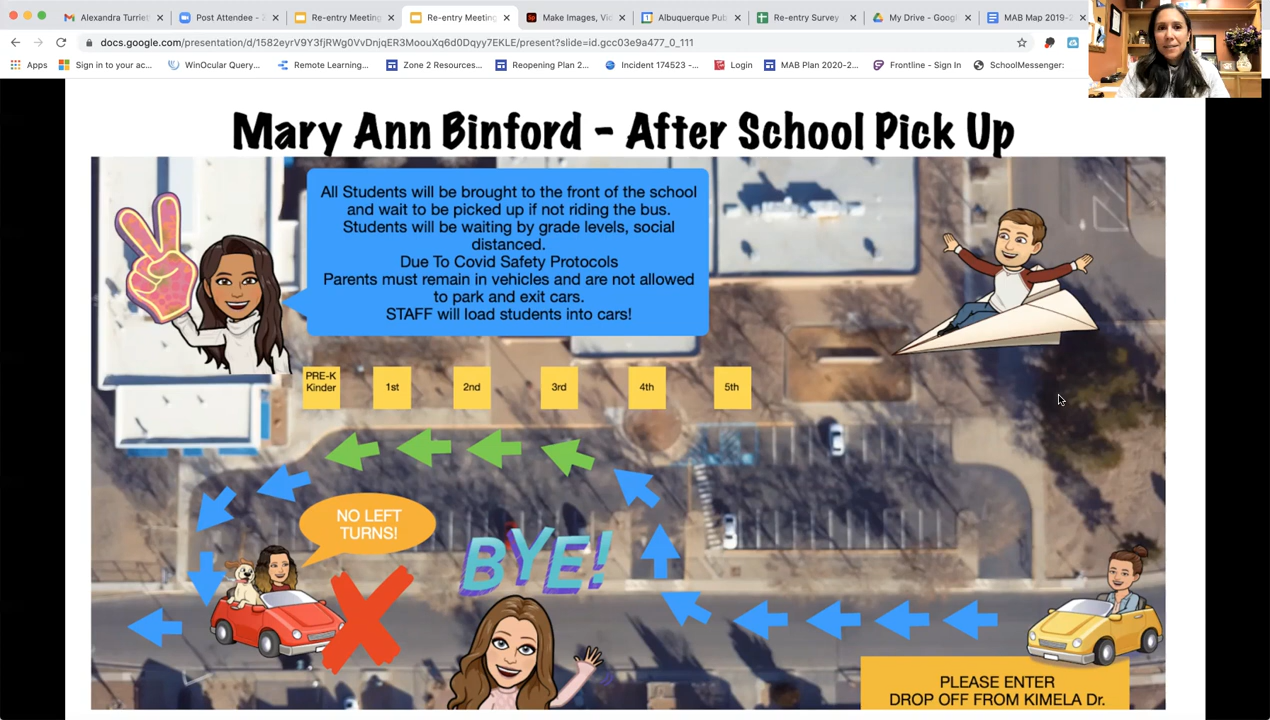 Alexandra Turriet
Post Attendee - Z
Re-entry Meeting
Re-entry Meeting
Make Images, Vid
Albuquerque Pub
Re-entry Survey
My Drive - Googl
MAB Map 2019-2
docs.google.com/presentation/d/1582eyrV9Y3fjRWg0VvDnjqER3MoouXq6d0Dqyy7EKLE/present?slide=id.gcc03e9a477_0_111
Apps
Sign in to your ac...
WinOcular Query...
Remote Learning...
Zone 2 Resources...
Reopening Plan 2...
Incident 174523 –...
Login
MAB Plan 2020-2...
Frontline - Sign In
SchoolMessenger:
Mary Ann Binford - After School Pick Up
All Students will be brought to the front of the school
and wait to be picked up if not riding the bus.
Students will be waiting by grade levels, social
distanced.
Due To Covid Safety Protocols
Parents must remain in vehicles and are not allowed
to park and exit cars.
STAFF will load students into cars!
PRE-K
Kinder
1st
2nd
3rd
4th
5th
NO LEFT
TURNS!
BYE!
PLEASE ENTER
DROP OFF FROM KIMELA Dr.